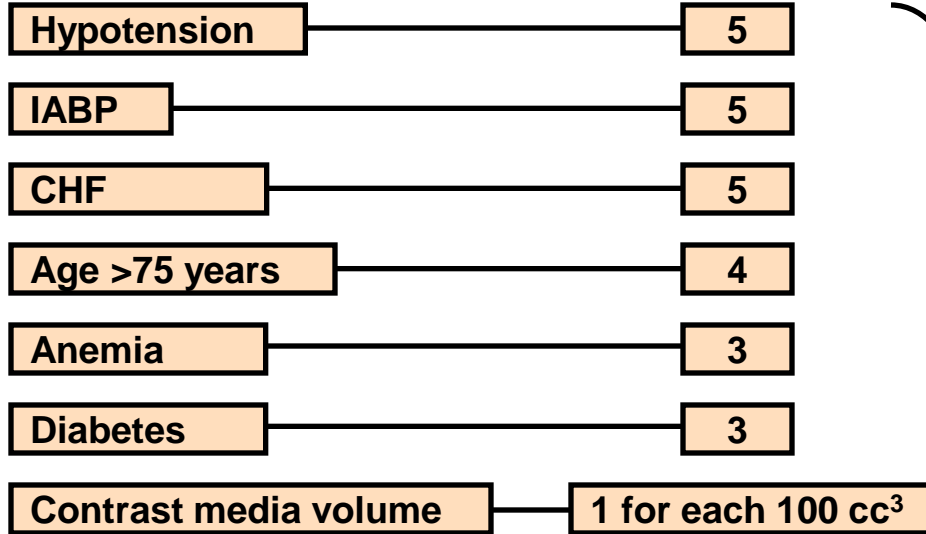 Hypotension 5
IABP 5
CHF 5
Age >75 years 4
Anemia 3
Diabetes 3
Contrast media volume 1 for each 100 cc³